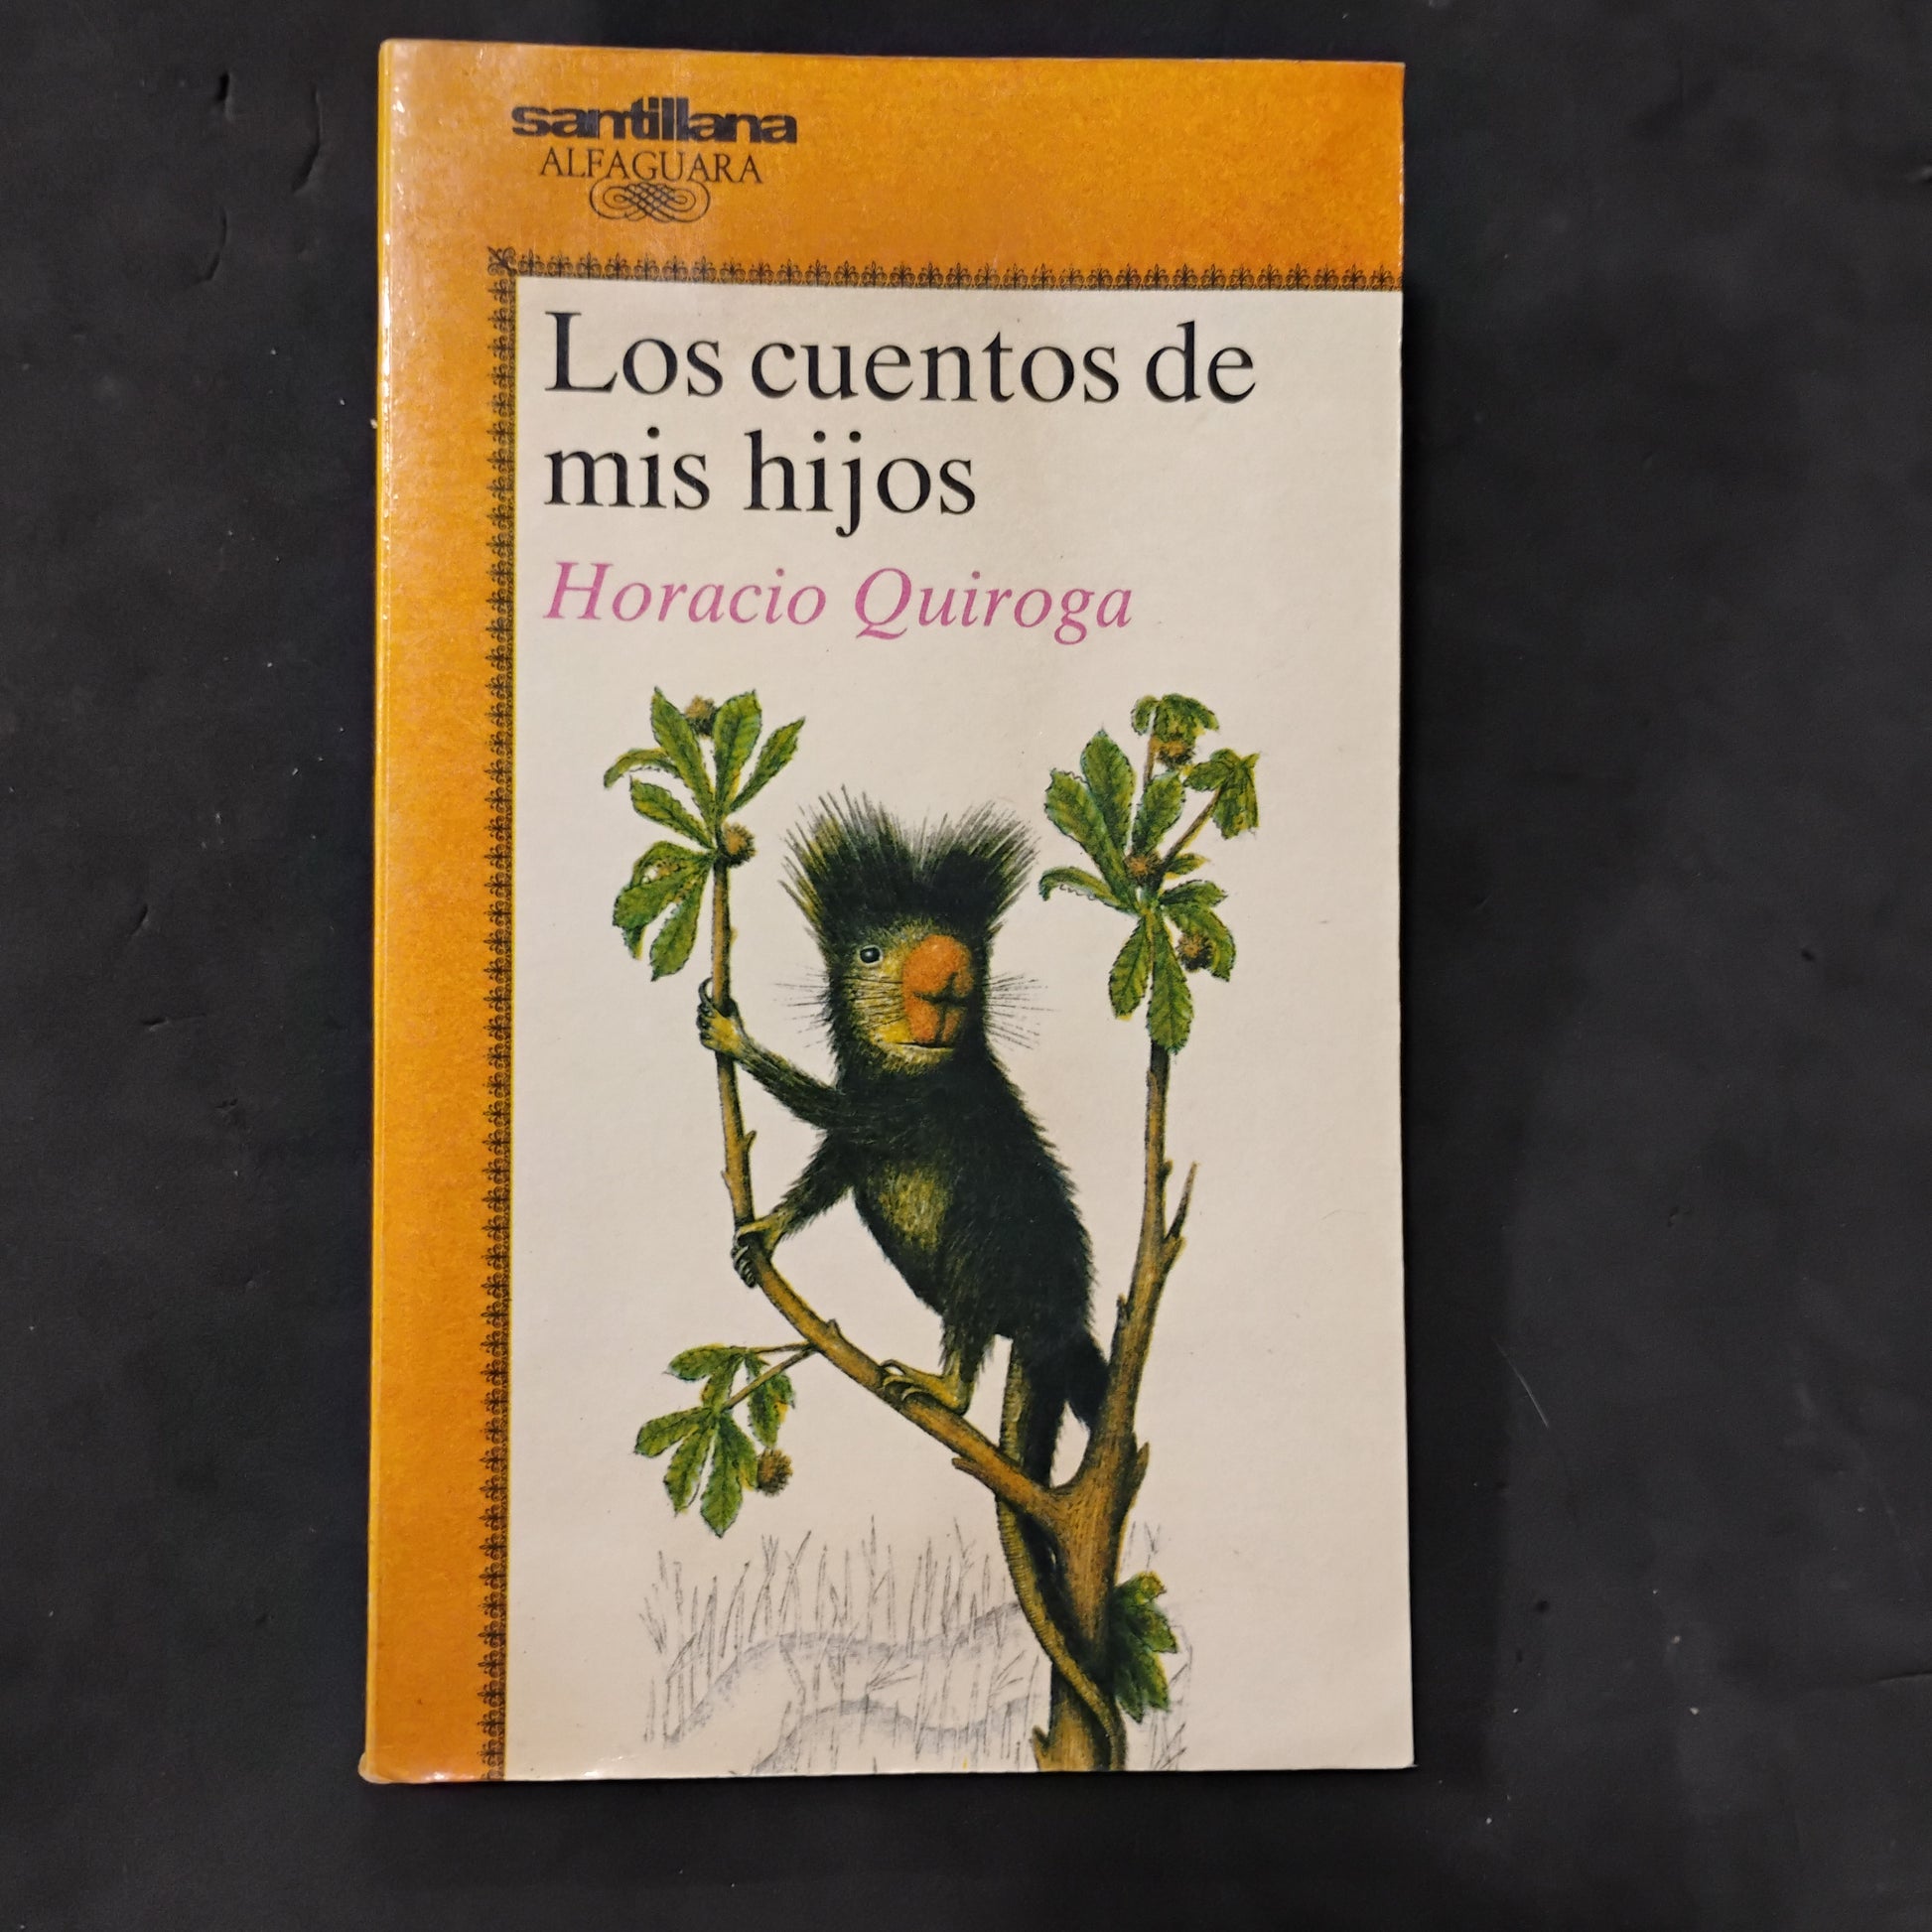 santillana
ALFAGUARA
Los cuentos de
mis hijos
Horacio Quiroga